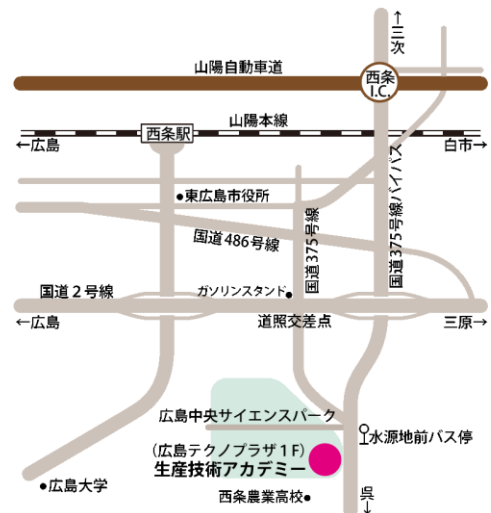 ↑三次
山陽自動車道
西条
I.C.
山陽本線
西条駅
←広島
白市→
●東広島市役所
国道486号線
国道375号線
国道375号線バイパス
国道2号線
ガソリンスタンド●
←広島
道照交差点
三原→
広島中央サイエンスパーク
水源地前バス停
(広島テクノプラザ1F)
生産技術アカデミー
●広島大学
西条農業高校●
呉→